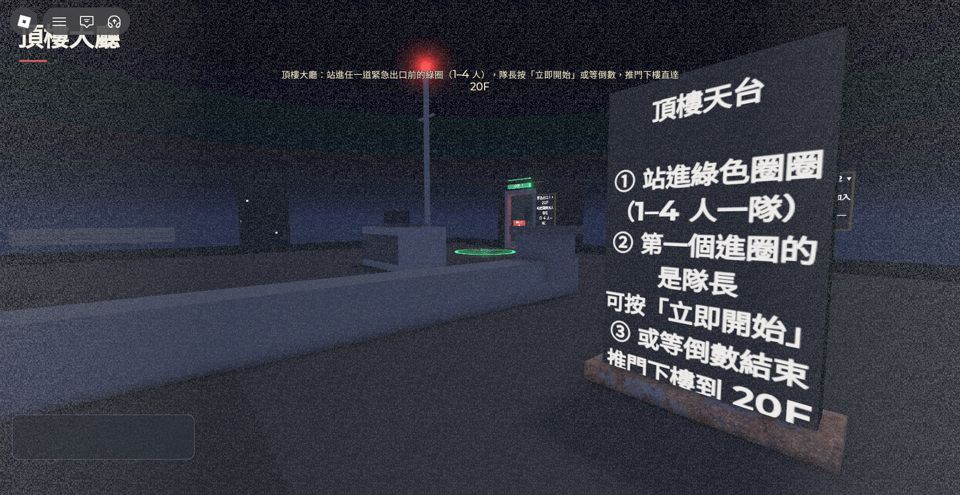 頂樓大廳
頂樓大廳：站進任一道緊急出口前的綠圈（1–4 人），隊長按「立即開始」或等倒數，推門下樓直達
20F
頂樓天台
① 站進綠色圈圈
（1–4 人一隊）
② 第一個進圈的
是隊長
可按「立即開始」
③ 或等倒數結束
推門下樓到 20F